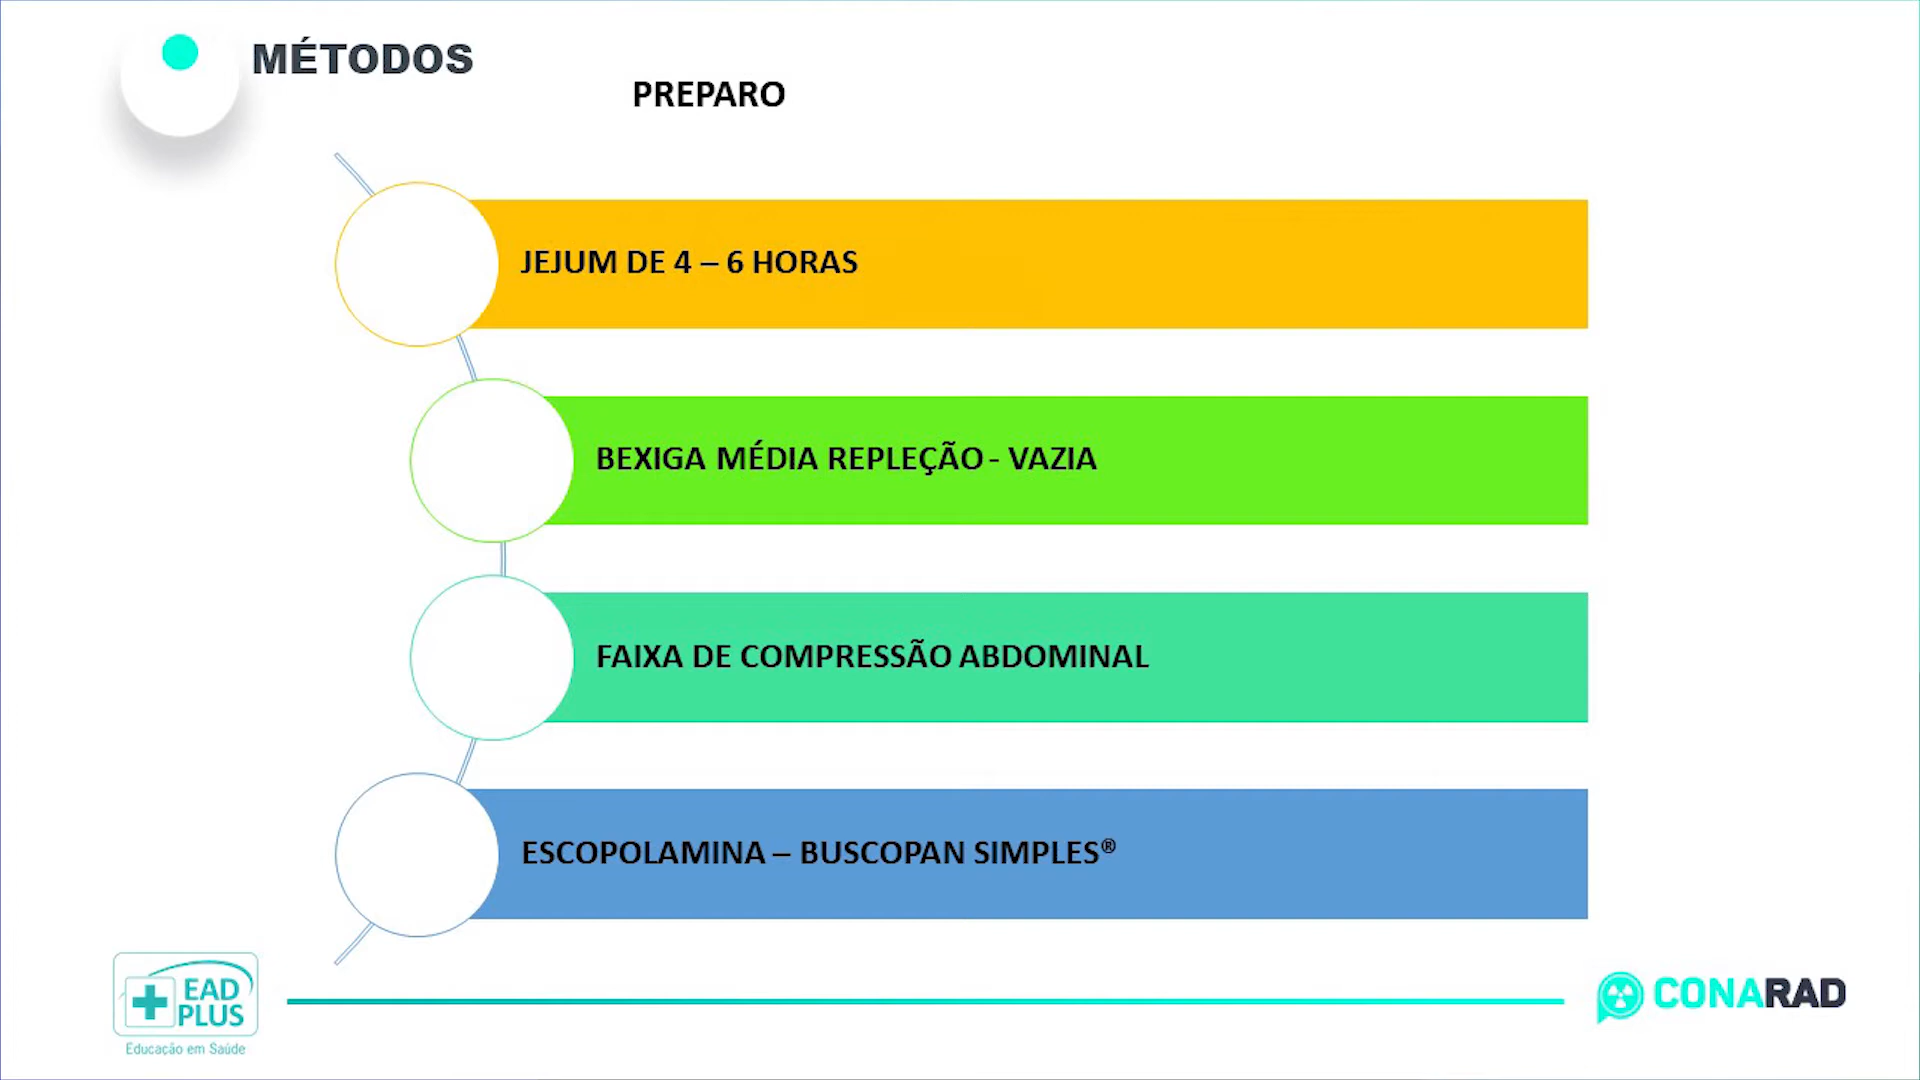 MÉTODOS
PREPARO
JEJUM DE 4 – 6 HORAS
BEXIGA MÉDIA REPLEÇÃO - VAZIA
FAIXA DE COMPRESSÃO ABDOMINAL
ESCOPOLAMINA – BUSCOPAN SIMPLES®
EAD
PLUS
Educação em Saúde
CONARAD